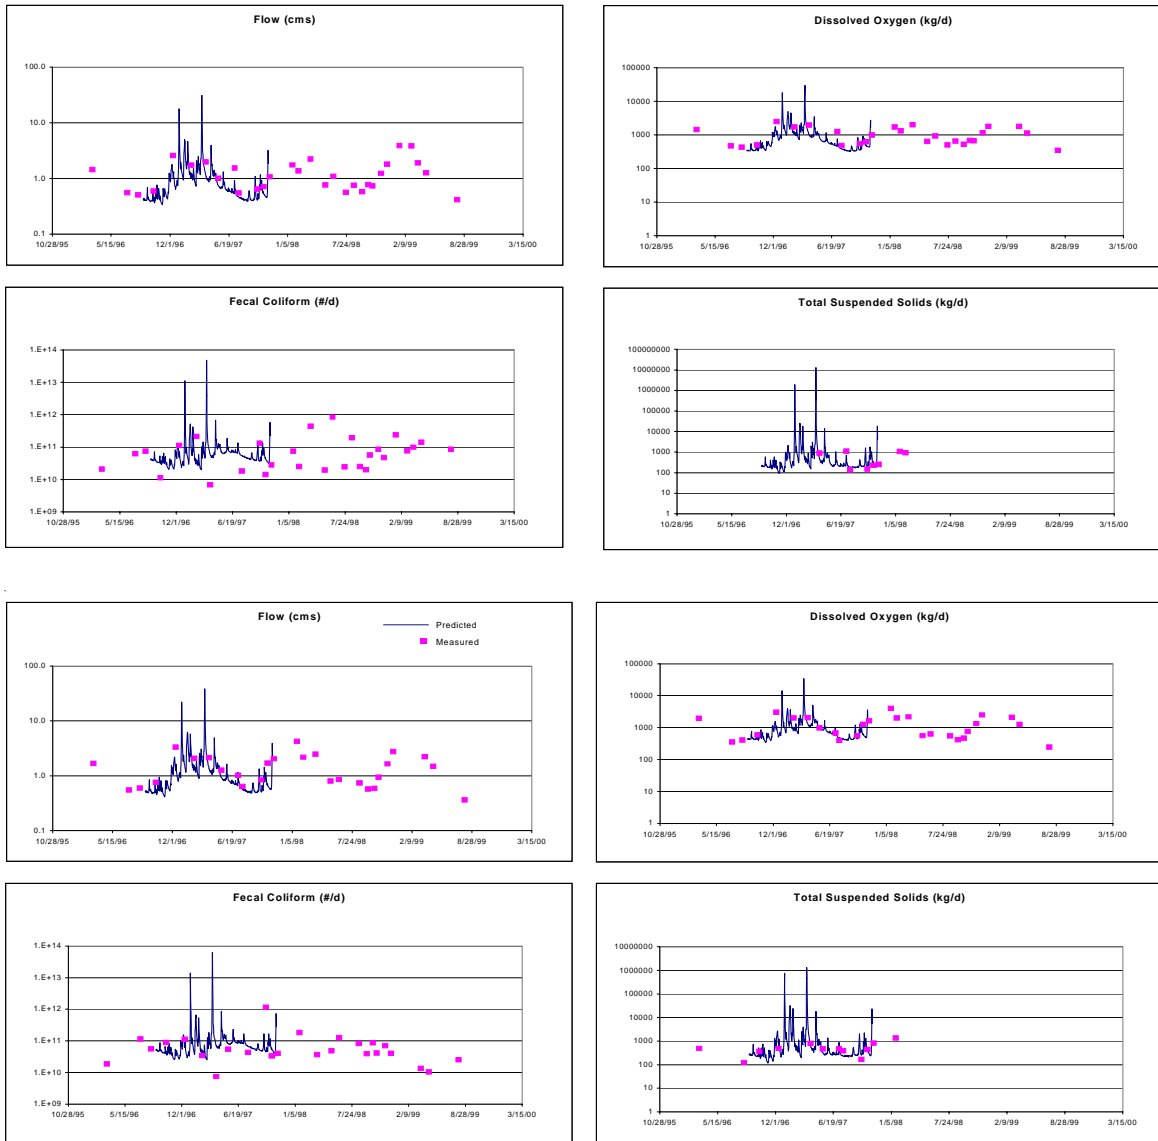 Flow (cms)
100.0
10.0
1.0
0.1
10/28/95 5/15/96 12/1/96 6/19/97 1/5/98 7/24/98 2/9/99 8/28/99 3/15/00
Dissolved Oxygen (kg/d)
100000
10000
1000
100
10
1
10/28/95 5/15/96 12/1/96 6/19/97 1/5/98 7/24/98 2/9/99 8/28/99 3/15/00
Fecal Coliform (#/d)
1.E+14
1.E+13
1.E+12
1.E+11
1.E+10
1.E+09
10/28/95 5/15/96 12/1/96 6/19/97 1/5/98 7/24/98 2/9/99 8/28/99 3/15/00
Total Suspended Solids (kg/d)
100000000
10000000
1000000
100000
10000
1000
100
10
1
10/28/95 5/15/96 12/1/96 6/19/97 1/5/98 7/24/98 2/9/99 8/28/99 3/15/00
Flow (cms)
Predicted
Measured
100.0
10.0
1.0
0.1
10/28/95 5/15/96 12/1/96 6/19/97 1/5/98 7/24/98 2/9/99 8/28/99 3/15/00
Dissolved Oxygen (kg/d)
100000
10000
1000
100
10
1
10/28/95 5/15/96 12/1/96 6/19/97 1/5/98 7/24/98 2/9/99 8/28/99 3/15/00
Fecal Coliform (#/d)
1.E+14
1.E+13
1.E+12
1.E+11
1.E+10
1.E+09
10/28/95 5/15/96 12/1/96 6/19/97 1/5/98 7/24/98 2/9/99 8/28/99 3/15/00
Total Suspended Solids (kg/d)
10000000
1000000
100000
10000
1000
100
10
1
10/28/95 5/15/96 12/1/96 6/19/97 1/5/98 7/24/98 2/9/99 8/28/99 3/15/00